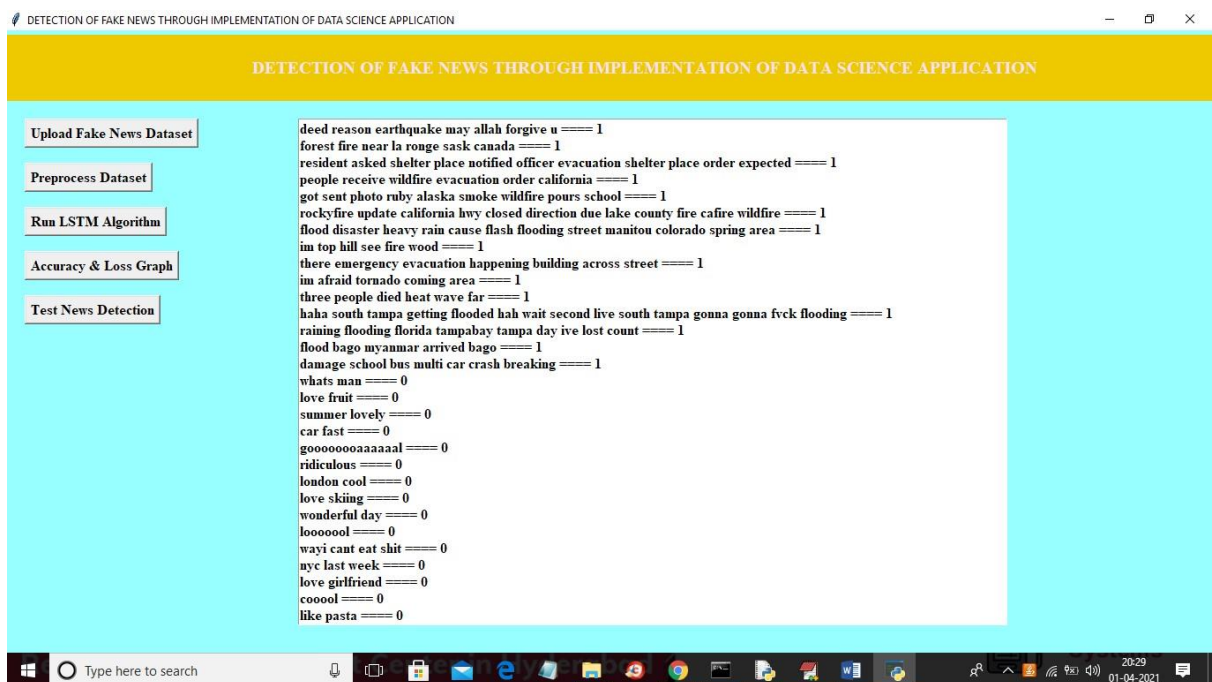 DETECTION OF FAKE NEWS THROUGH IMPLEMENTATION OF DATA SCIENCE APPLICATION
DETECTION OF FAKE NEWS THROUGH IMPLEMENTATION OF DATA SCIENCE APPLICATION
Upload Fake News Dataset
Preprocess Dataset
Run LSTM Algorithm
Accuracy & Loss Graph
Test News Detection
deed reason earthquake may allah forgive u ==== 1
forest fire near la ronge sask canada ==== 1
resident asked shelter place notified officer evacuation shelter place order expected ==== 1
people receive wildfire evacuation order california ==== 1
got sent photo ruby alaska smoke wildfire pours school ==== 1
rockyfire update california hwy closed direction due lake county fire cafire wildfire ==== 1
flood disaster heavy rain cause flash flooding street manitou colorado spring area ==== 1
im top hill see fire wood ==== 1
there emergency evacuation happening building across street ==== 1
im afraid tornado coming area ==== 1
three people died heat wave far ==== 1
haha south tampa getting flooded hah wait second live south tampa gonna gonna fvck flooding ==== 1
raining flooding florida tampabay tampa day ive lost count ==== 1
flood bago myanmar arrived bago ==== 1
damage school bus multi car crash breaking ==== 1
whats man ==== 0
love fruit ==== 0
summer lovely ==== 0
car fast ==== 0
goooooooaaaaaal ==== 0
ridiculous ==== 0
london cool ==== 0
love skiing ==== 0
wonderful day ==== 0
looooool ==== 0
wayi cant eat shit ==== 0
nyc last week ==== 0
love girlfriend ==== 0
cooool ==== 0
like pasta ==== 0
Type here to search
20:29
01-04-2021